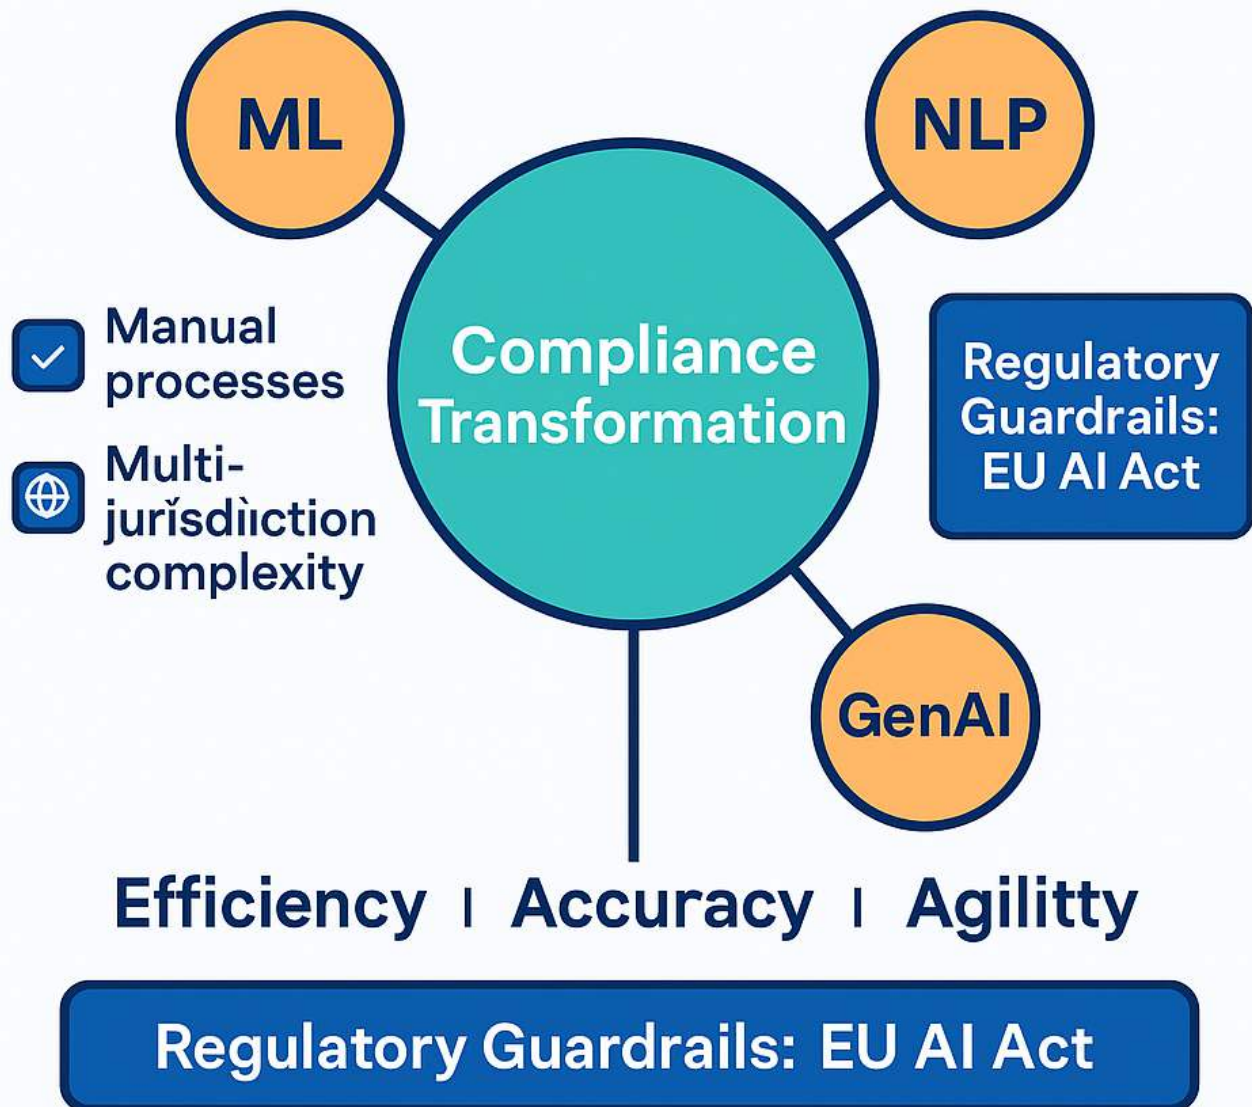 ML
NLP
Manual
processes
Multi-
jurǐsdìiction
complexity
Compliance
Transformation
Regulatory
Guardrails:
EU AI Act
GenAI
Efficiency | Accuracy | Agilitty
Regulatory Guardrails: EU AI Act